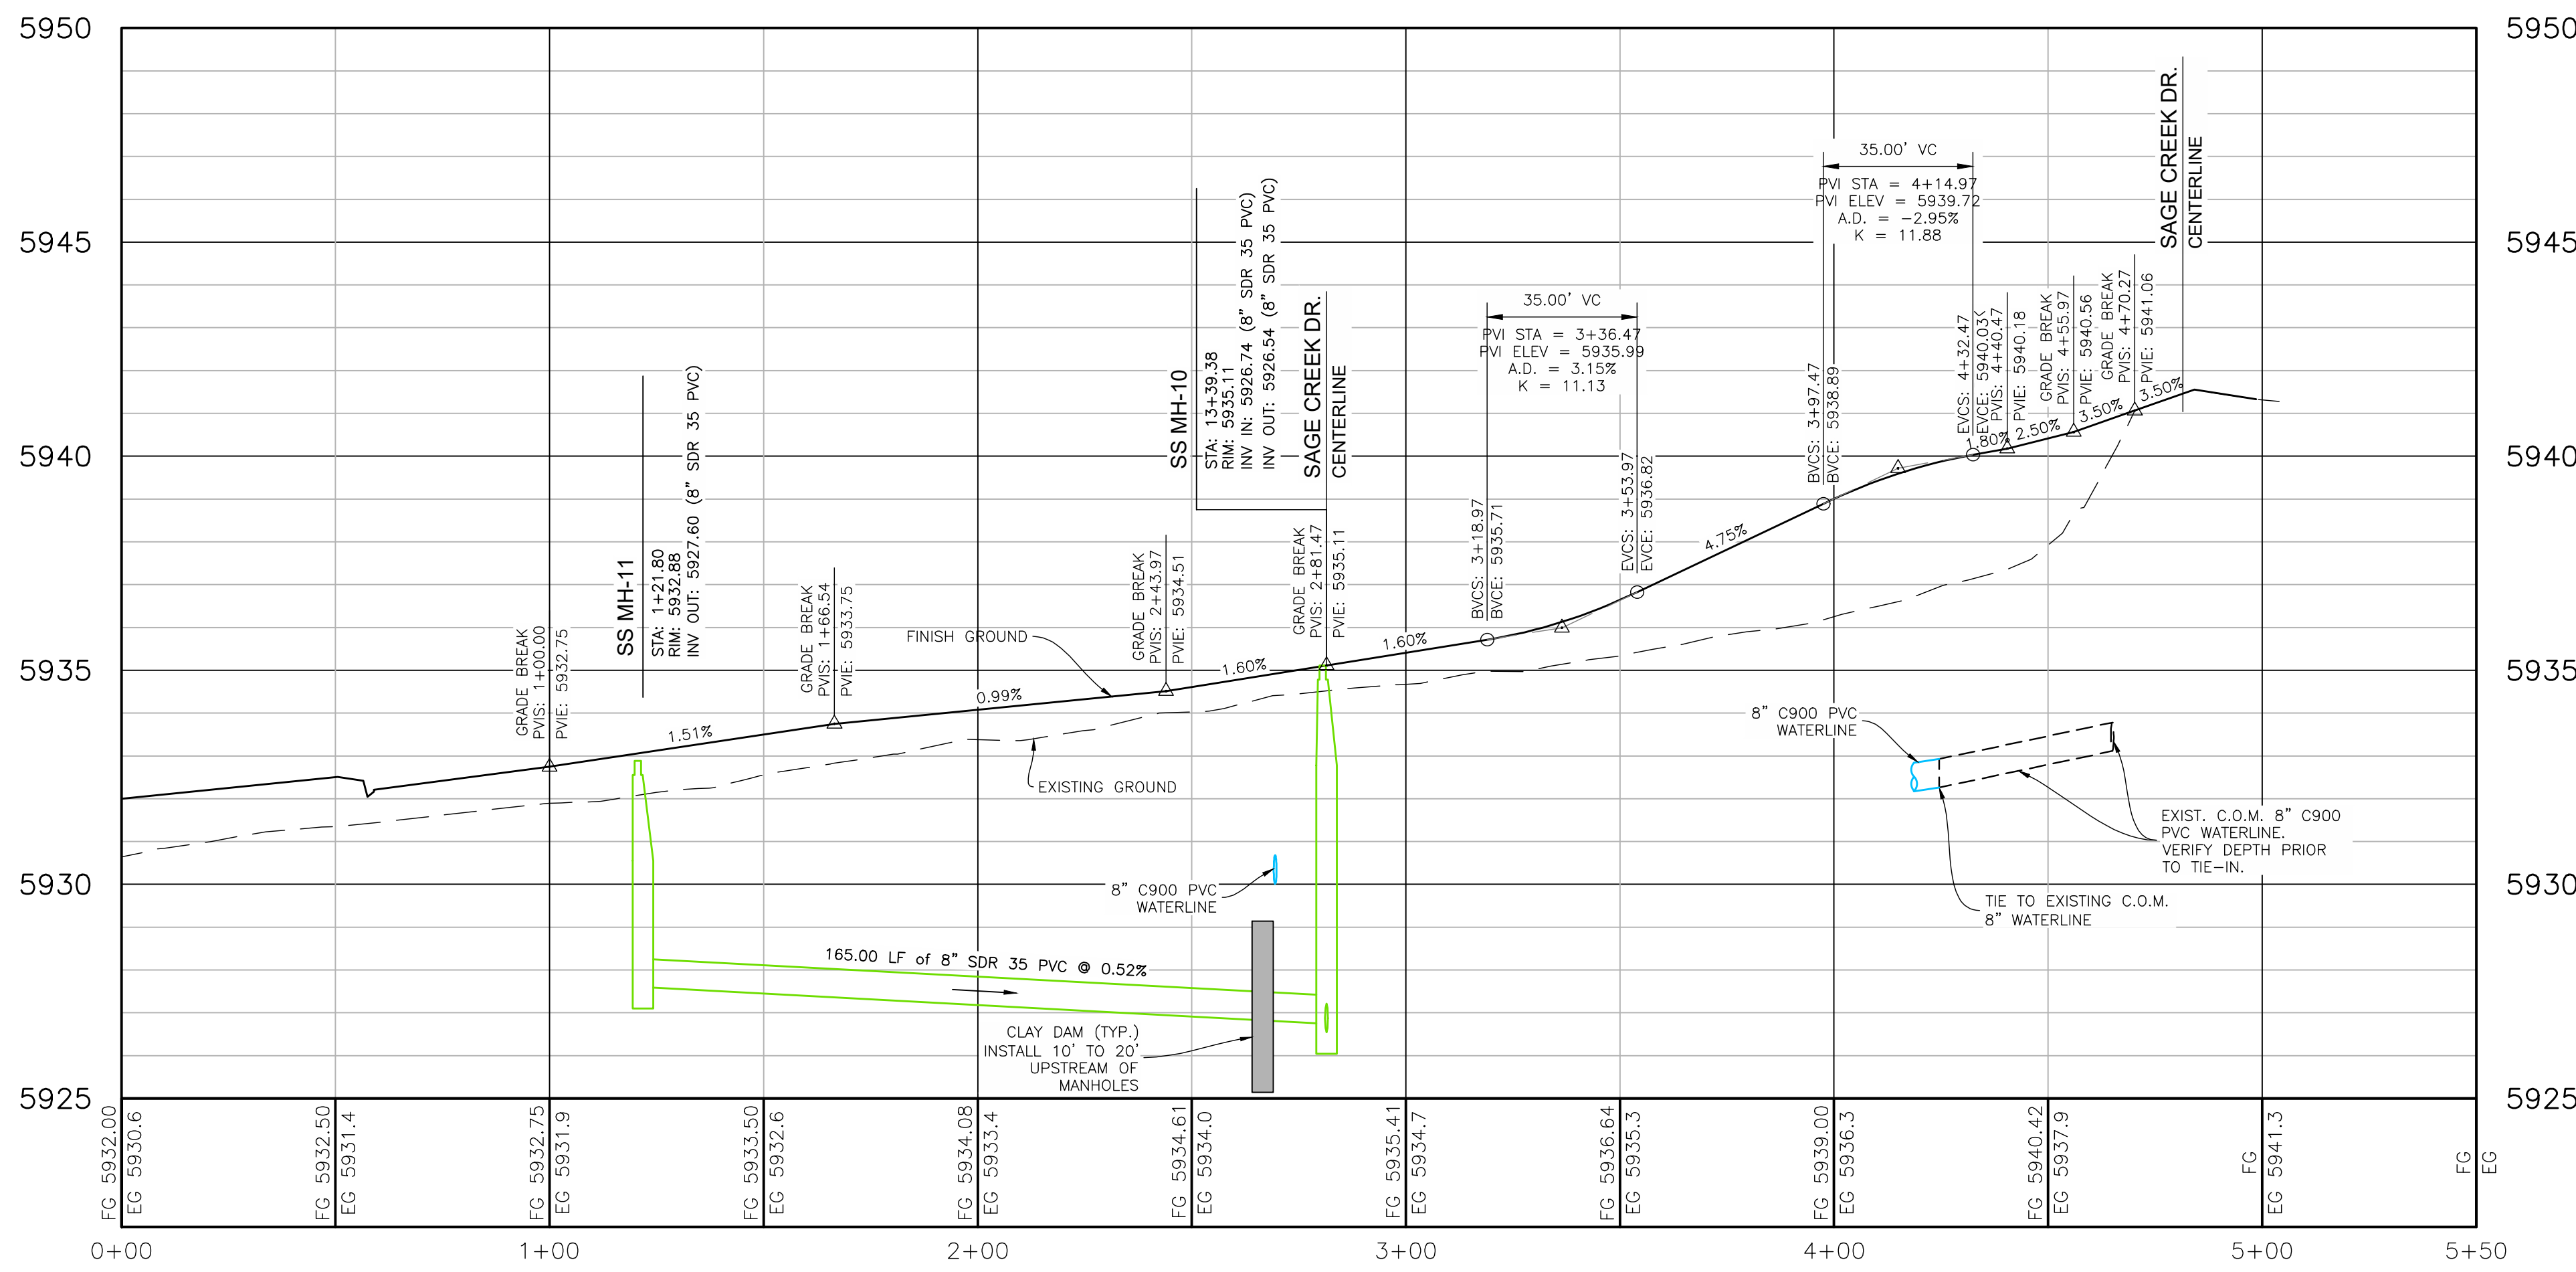 5950
5945
5940
5935
5930
5925
5950
5945
5940
5935
5930
5925
GRADE BREAK
PVIS: 1+00.00
PVIE: 5932.75
SS MH-11
STA: 1+21.80
RIM: 5932.88
INV OUT: 5927.60 (8" SDR 35 PVC)
1.51%
GRADE BREAK
PVIS: 1+66.54
PVIE: 5933.75
FINISH GROUND
0.99%
EXISTING GROUND
GRADE BREAK
PVIS: 2+43.97
PVIE: 5934.51
SS MH-10
STA: 13+39.38
RIM: 5935.11
INV IN: 5926.74 (8" SDR 35 PVC)
INV OUT: 5926.54 (8" SDR 35 PVC)
SAGE CREEK DR.
CENTERLINE
1.60%
GRADE BREAK
PVIS: 2+81.47
PVIE: 5935.11
1.60%
35.00' VC
PVI STA = 3+36.47
PVI ELEV = 5935.99
A.D. = 3.15%
K = 11.13
BVCS: 3+18.97
BVCE: 5935.71
EVCS: 3+53.97
EVCE: 5936.82
4.75%
35.00' VC
PVI STA = 4+14.97
PVI ELEV = 5939.72
A.D. = -2.95%
K = 11.88
BVCS: 3+97.47
BVCE: 5938.89
EVCS: 4+32.47
EVCE: 5940.03
1.80%
PVIS: 4+40.47
PVIE: 5940.18
2.50%
GRADE BREAK
PVIS: 4+55.97
PVIE: 5940.56
3.50%
GRADE BREAK
PVIS: 4+70.27
PVIE: 5941.06
3.50%
SAGE CREEK DR.
CENTERLINE
165.00 LF of 8" SDR 35 PVC @ 0.52%
8" C900 PVC
WATERLINE
CLAY DAM (TYP.)
INSTALL 10' TO 20'
UPSTREAM OF
MANHOLES
8" C900 PVC
WATERLINE
EXIST. C.O.M. 8" C900
PVC WATERLINE.
VERIFY DEPTH PRIOR
TO TIE-IN.
TIE TO EXISTING C.O.M.
8" WATERLINE
FG 5932.00
EG 5930.6
FG 5932.50
EG 5931.4
FG 5932.75
EG 5931.9
FG 5933.50
EG 5932.6
FG 5934.08
EG 5933.4
FG 5934.61
EG 5934.0
FG 5935.41
EG 5934.7
FG 5936.64
EG 5935.3
FG 5939.00
EG 5936.3
FG 5940.42
EG 5937.9
FG
EG 5941.3
FG
EG
0+00
1+00
2+00
3+00
4+00
5+00
5+50